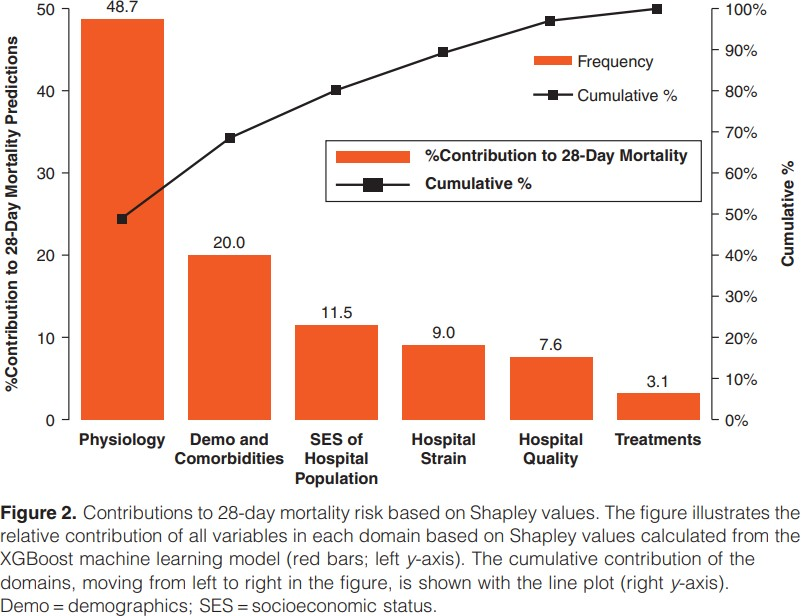 %Contribution to 28-Day Mortality Predictions
50
40
30
20
10
0
48.7
20.0
11.5
9.0
7.6
3.1
Frequency
Cumulative %
%Contribution to 28-Day Mortality
Cumulative %
100%
90%
80%
70%
60%
50%
40%
30%
20%
10%
0%
Cumulative %
Physiology
Demo and
Comorbidities
SES of
Hospital
Population
Hospital
Strain
Hospital
Quality
Treatments
Figure 2. Contributions to 28-day mortality risk based on Shapley values. The figure illustrates the
relative contribution of all variables in each domain based on Shapley values calculated from the
XGBoost machine learning model (red bars; left y-axis). The cumulative contribution of the
domains, moving from left to right in the figure, is shown with the line plot (right y-axis).
Demo = demographics; SES = socioeconomic status.